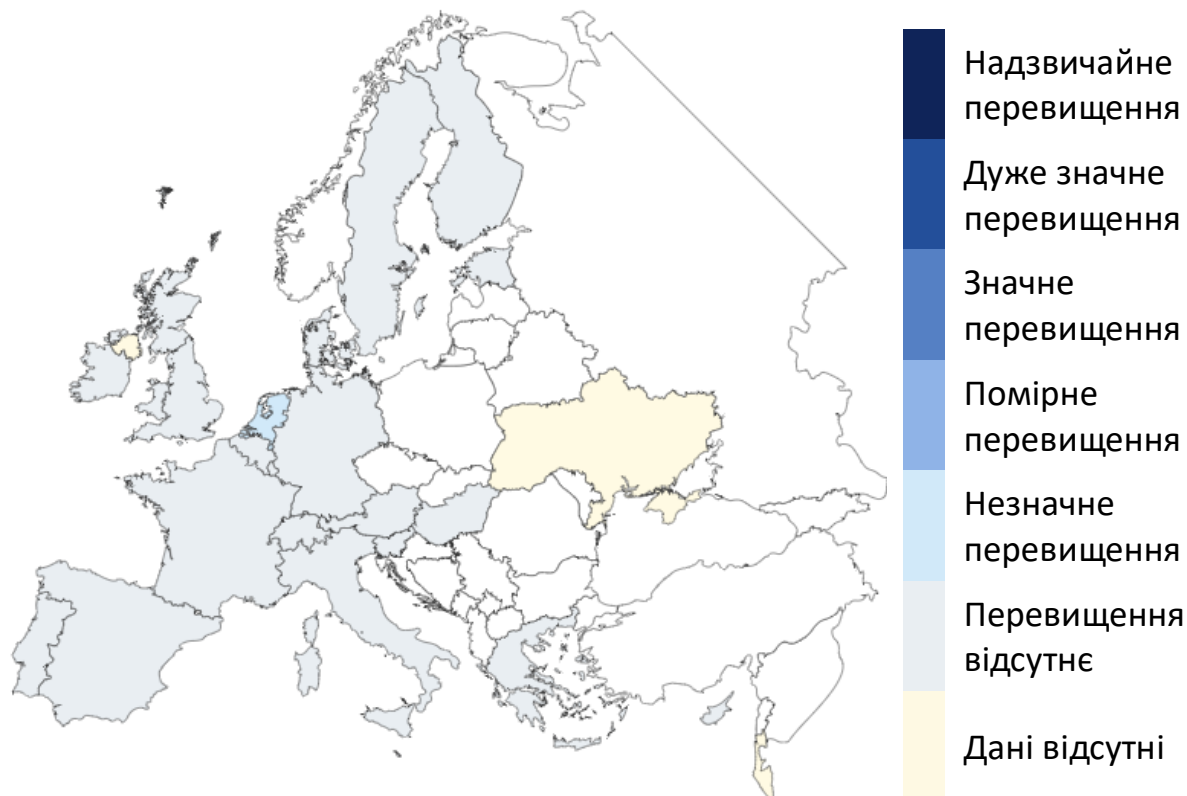 Надзвичайне
перевищення
Дуже значне
перевищення
Значне
перевищення
Помірне
перевищення
Незначне
перевищення
Перевищення
відсутнє
Дані відсутні